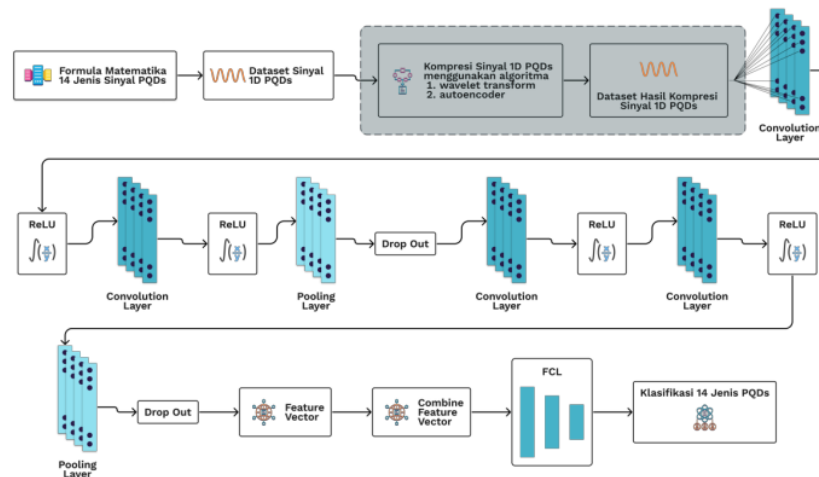 Formula Matematika
14 Jenis Sinyal PQDs
Dataset Sinyal
1D PQDs
Kompresi Sinyal 1D PQDs
menggunakan algoritma
1. wavelet transform
2. autoencoder
Dataset Hasil Kompresi
Sinyal 1D PQDs
Convolution
Layer
ReLU
Convolution
Layer
ReLU
Pooling
Layer
Drop Out
Convolution
Layer
ReLU
Convolution
Layer
ReLU
Pooling
Layer
Drop Out
Feature
Vector
Combine
Feature
Vector
FCL
Klasifikasi 14 Jenis PQDs